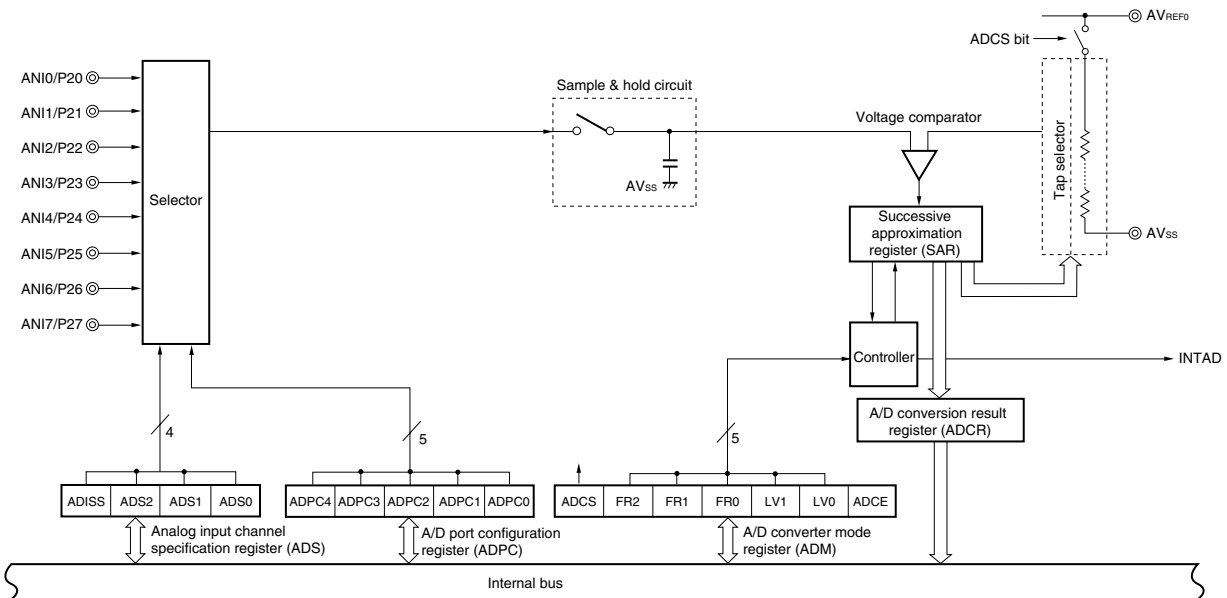 AVREF0
ADCS bit
ANI0/P20
ANI1/P21
ANI2/P22
ANI3/P23
ANI4/P24
ANI5/P25
ANI6/P26
ANI7/P27
Selector
Sample & hold circuit
AVSS
Voltage comparator
Tap selector
AVSS
Successive
approximation
register (SAR)
Controller
INTAD
A/D conversion result
register (ADCR)
4
5
5
ADISS ADS2 ADS1 ADS0
ADPC4 ADPC3 ADPC2 ADPC1 ADPC0
ADCS FR2 FR1 FR0 LV1 LV0 ADCE
Analog input channel
specification register (ADS)
A/D port configuration
register (ADPC)
A/D converter mode
register (ADM)
Internal bus